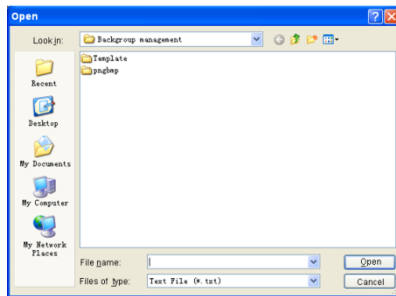 Open
Look in:
Backgroup management
Template
pngbmp
Recent
Desktop
My Documents
My Computer
My Network
Places
File name:
Open
Files of type:
Text File (*.txt)
Cancel